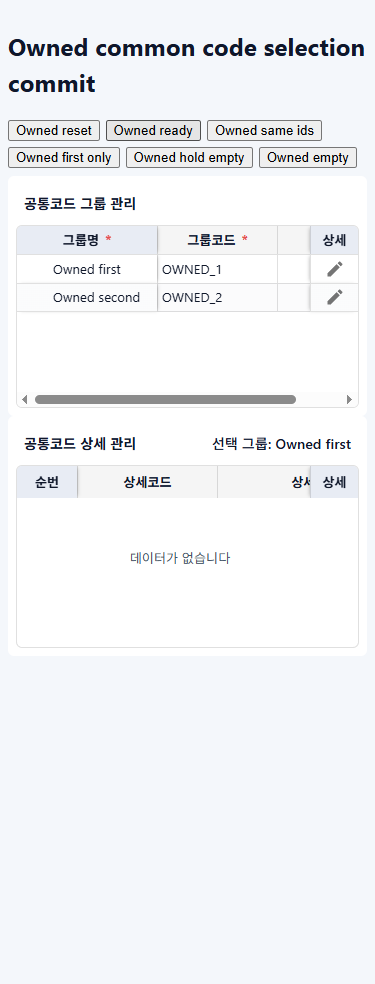 Owned common code selection
commit
Owned reset Owned ready Owned same ids
Owned first only Owned hold empty Owned empty
공통코드 그룹 관리
그룹명 * 그룹코드 * 상세
Owned first OWNED_1
Owned second OWNED_2
공통코드 상세 관리 선택 그룹: Owned first
순번 상세코드 상세
데이터가 없습니다